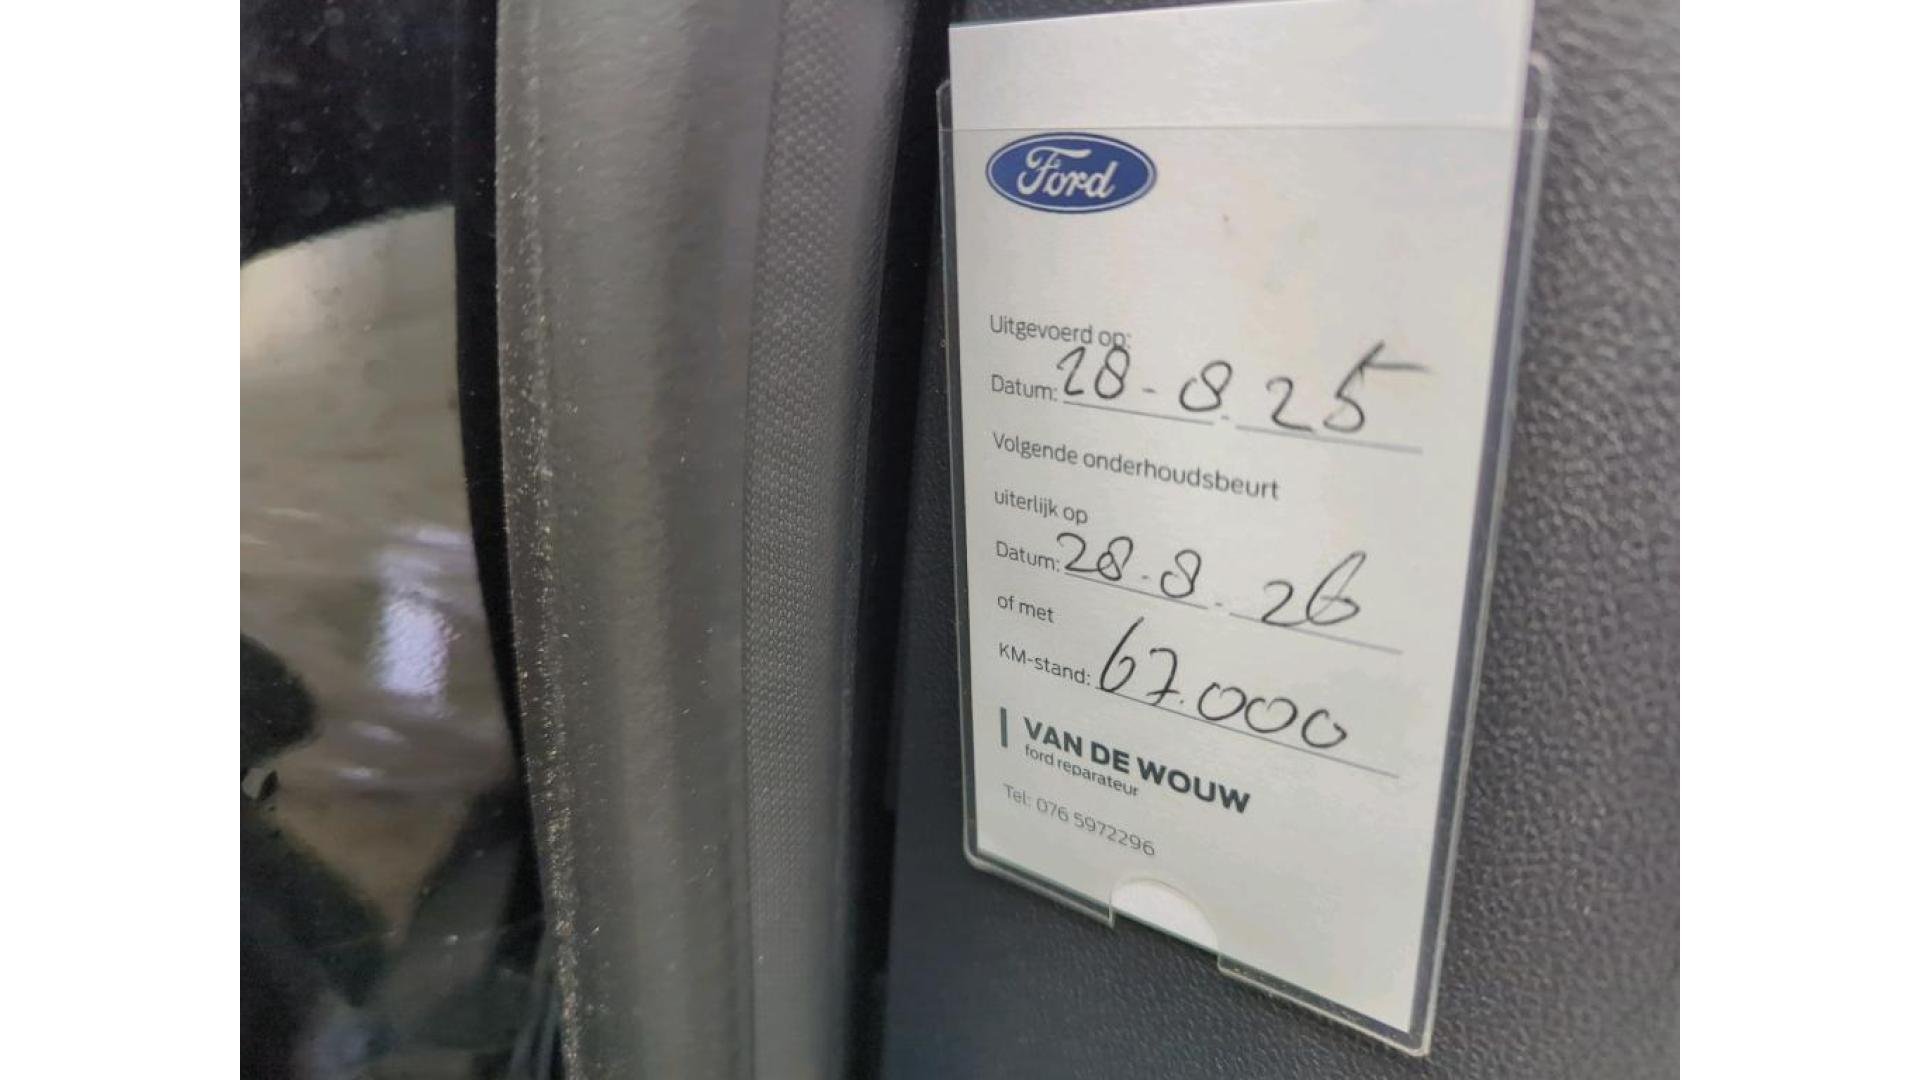 Ford
Uitgevoerd op:
Datum: 28-8-25
Volgende onderhoudsbeurt
uiterlijk op
Datum: 28-8-26
of met
KM-stand: 67.000
VAN DE WOUW
ford reparateur
Tel: 076 5972296